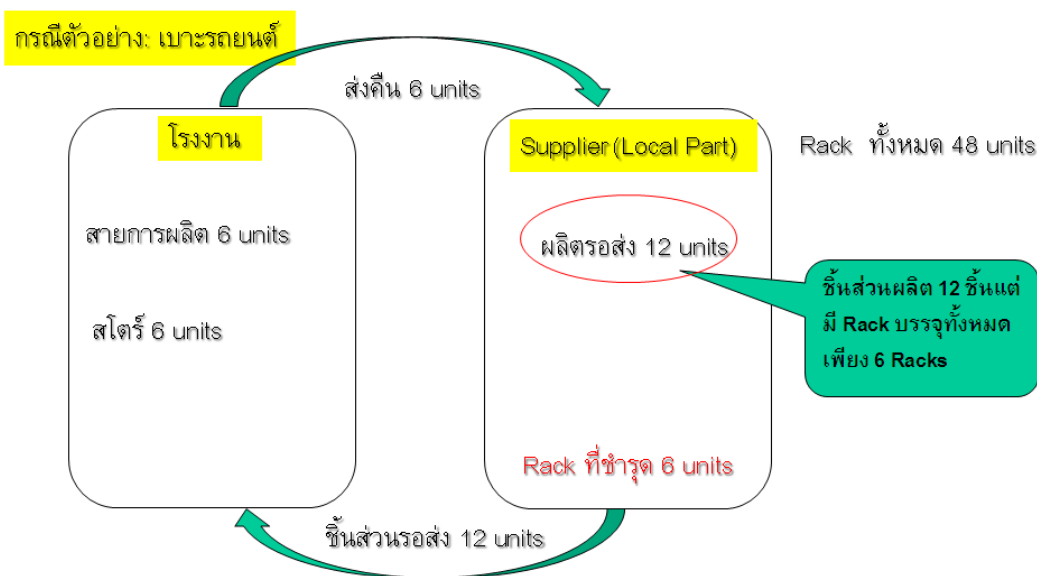 กรณีตัวอย่าง: เบาะรถยนต์
ส่งคืน 6 units
โรงงาน
Supplier (Local Part)
Rack ทั้งหมด 48 units
สายการผลิต 6 units
ผลิตรอส่ง 12 units
ชิ้นส่วนผลิต 12 ชิ้นแต่
มี Rack บรรจุทั้งหมด
เพียง 6 Racks
สโตร์ 6 units
Rack ที่ชำรุด 6 units
ชิ้นส่วนรอส่ง 12 units